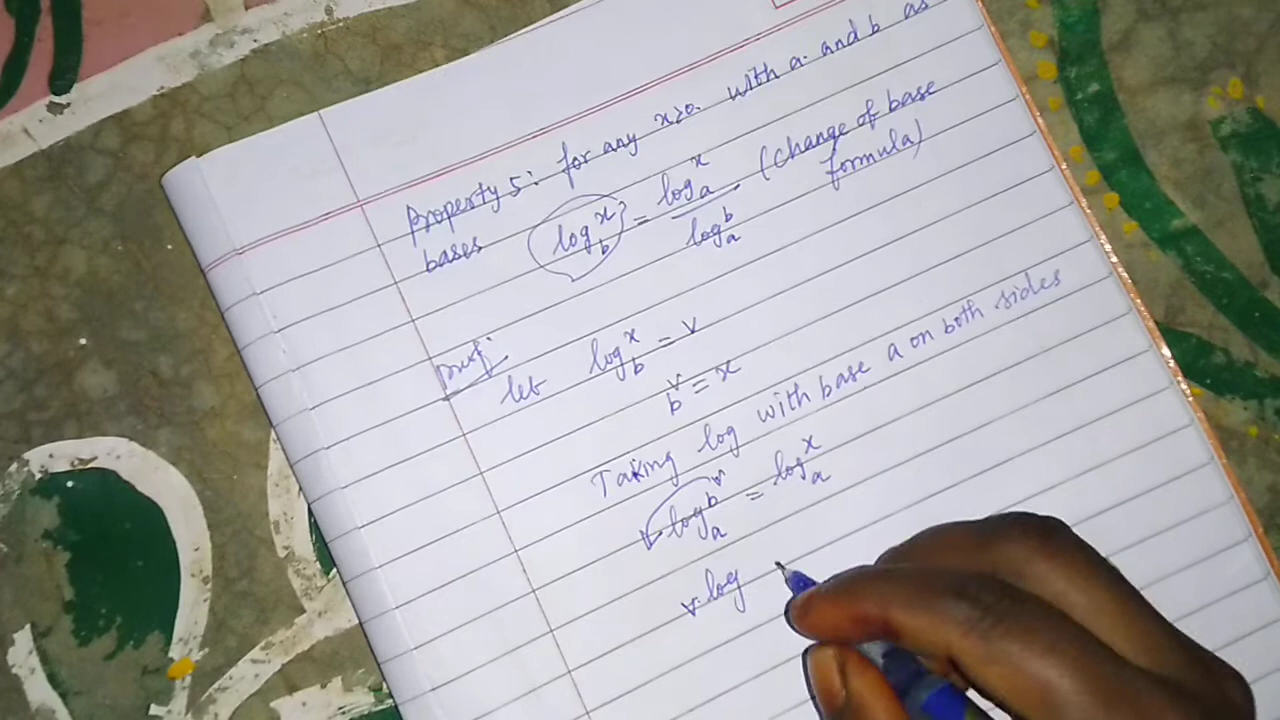 Property 5: for any x>0 with a and b as
bases log_b^x = log_a^x / log_a^b. (Change of base formula)
Proof:
let log_b^x = v
b^v = x
Taking log with base a on both sides
log_a^{b^v} = log_a^x
v.log